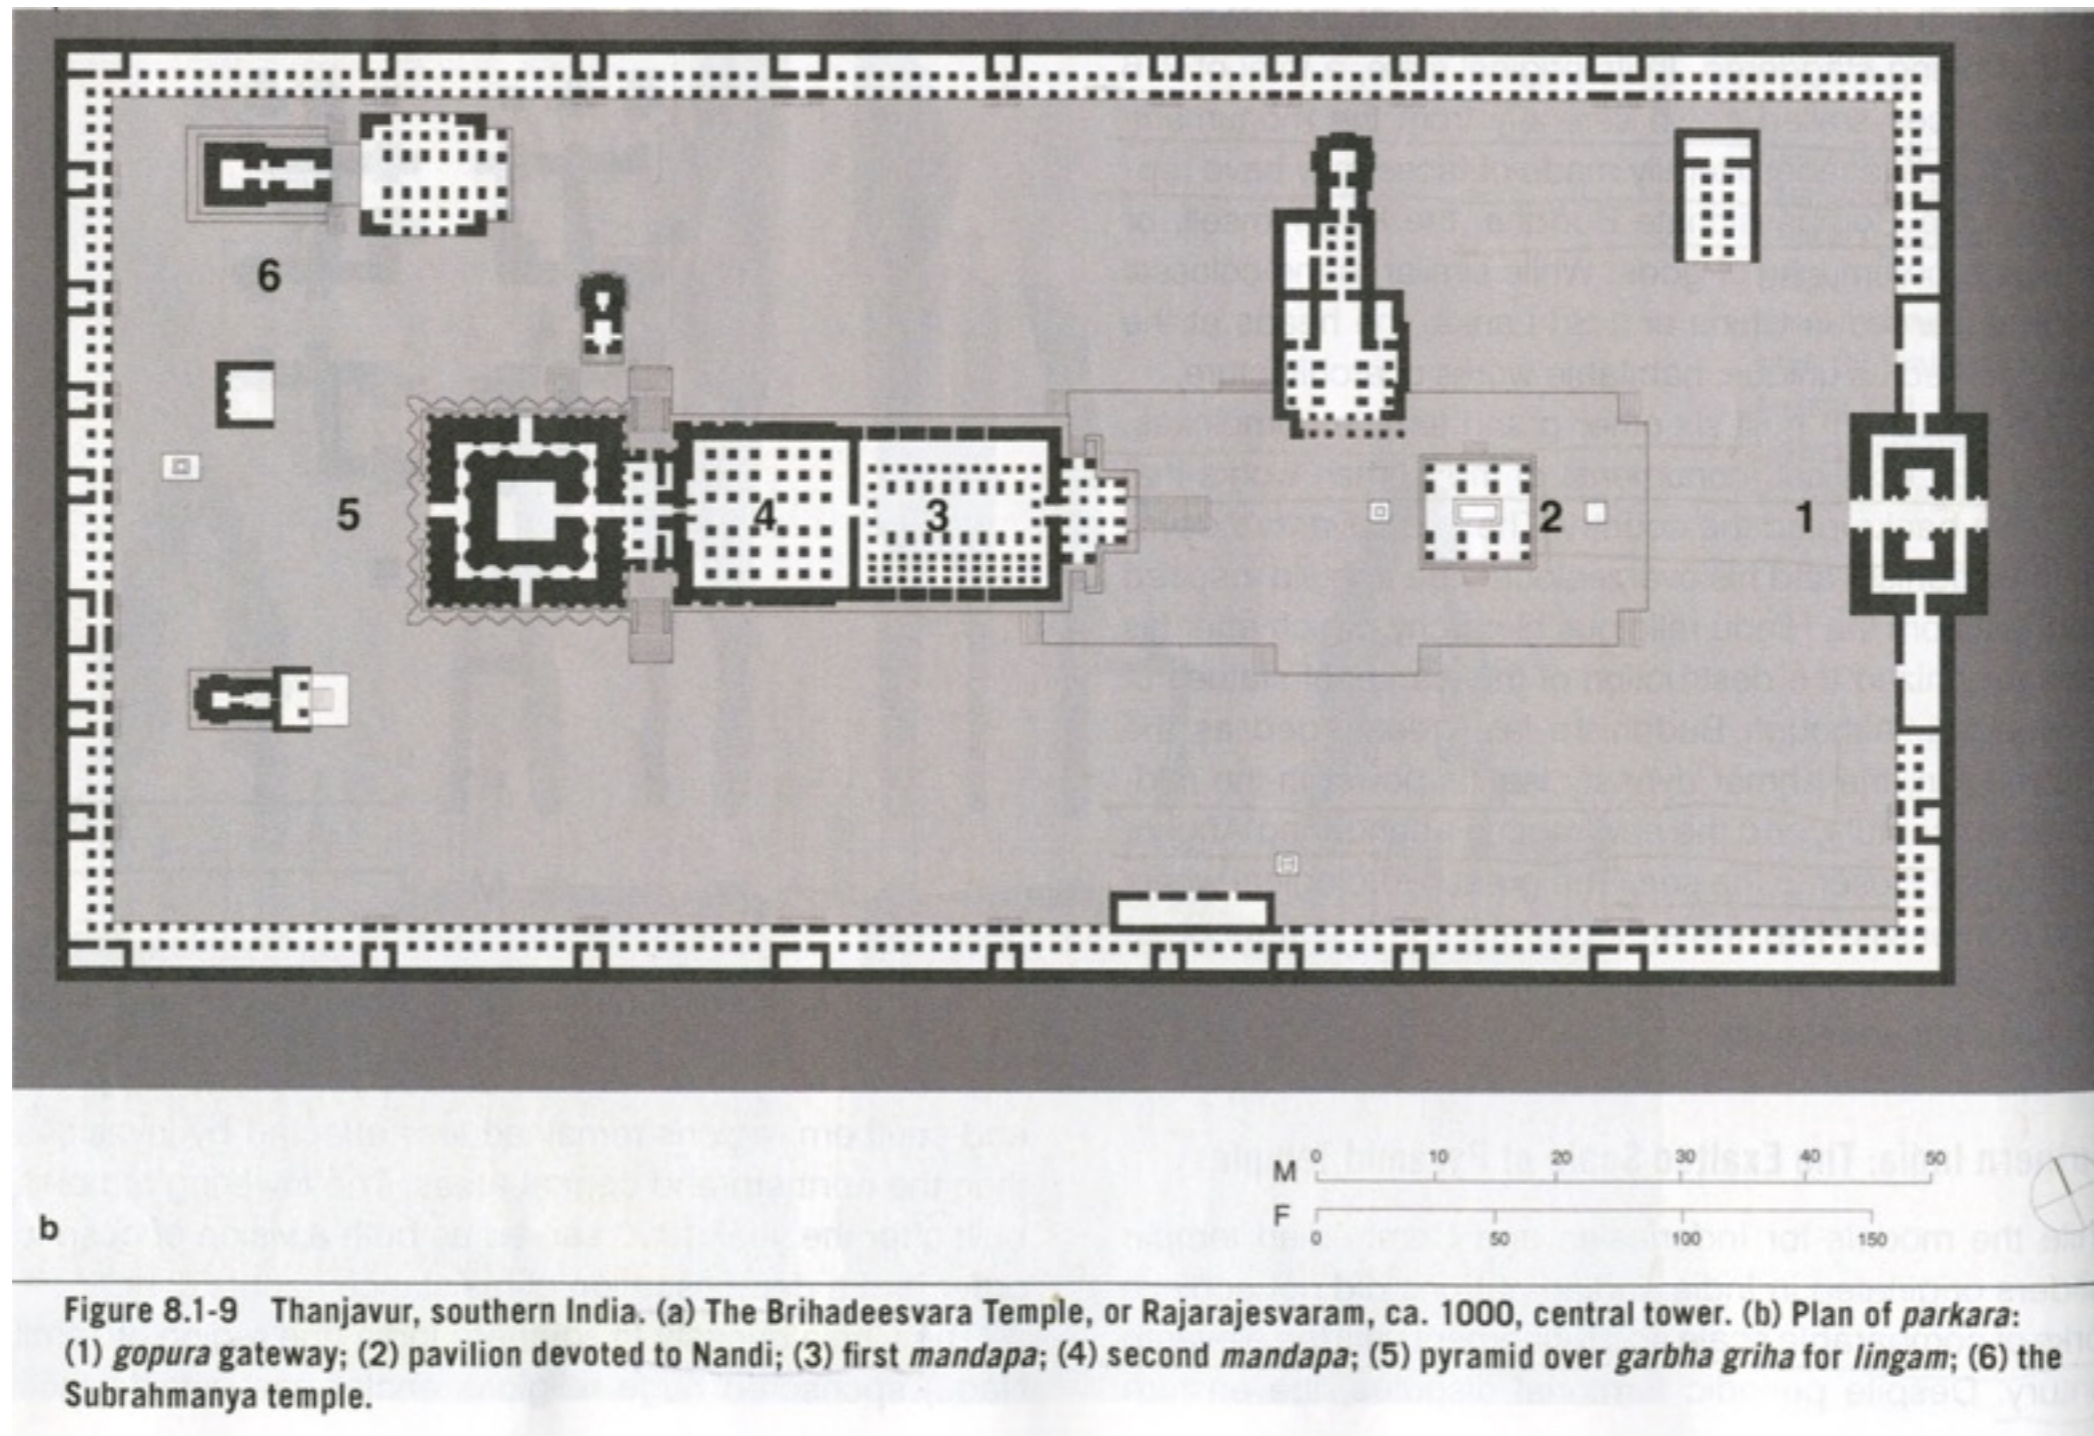 6
5
4
3
2
1
M 0 10 20 30 40 50
F 0 50 100 150
b
Figure 8.1-9 Thanjavur, southern India. (a) The Brihadeesvara Temple, or Rajarajesvaram, ca. 1000, central tower. (b) Plan of parkara:
(1) gopura gateway; (2) pavilion devoted to Nandi; (3) first mandapa; (4) second mandapa; (5) pyramid over garbha griha for lingam; (6) the
Subrahmanya temple.